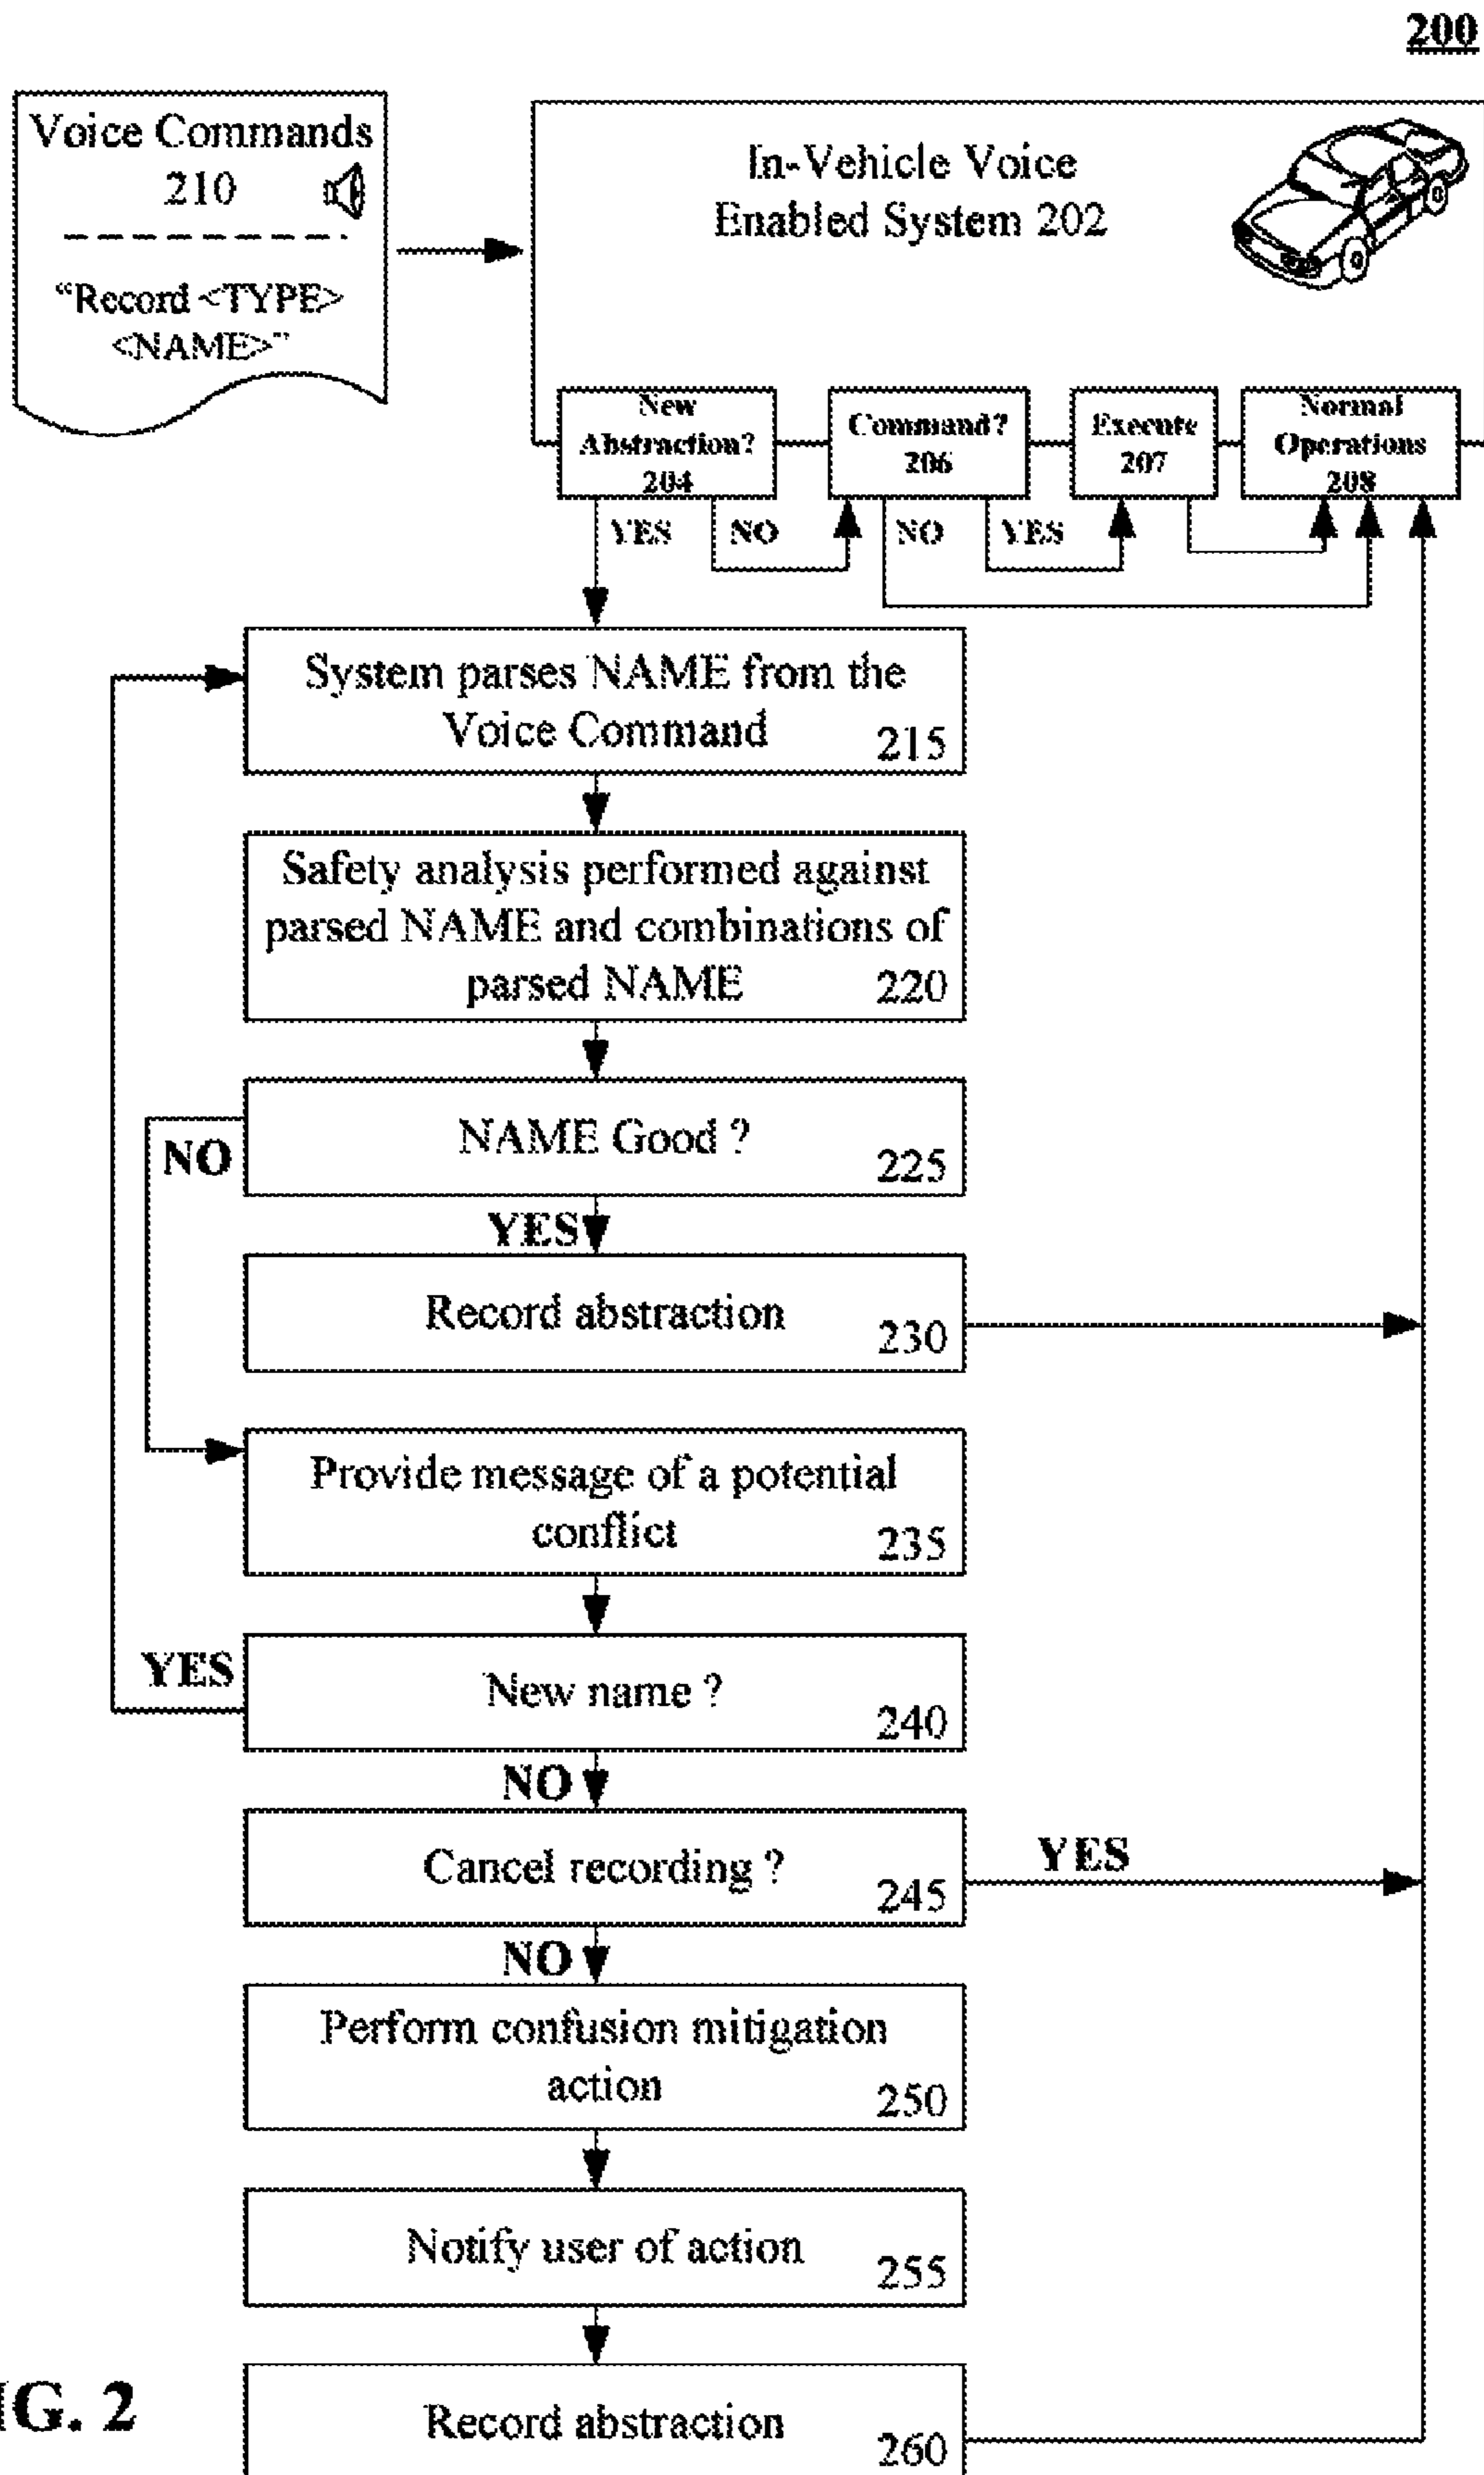 200
Voice Commands
210
“Record <TYPE>
<NAME>”
In-Vehicle Voice
Enabled System 202
New
Abstraction?
204
Command?
206
Execute
207
Normal
Operations
208
YES
NO
NO
YES
System parses NAME from the
Voice Command
215
Safety analysis performed against
parsed NAME and combinations of
parsed NAME
220
NAME Good ?
225
NO
YES
Record abstraction
230
Provide message of a potential
conflict
235
YES
New name ?
240
NO
Cancel recording ?
245
YES
NO
Perform confusion mitigation
action
250
Notify user of action
255
Record abstraction
260
IG. 2